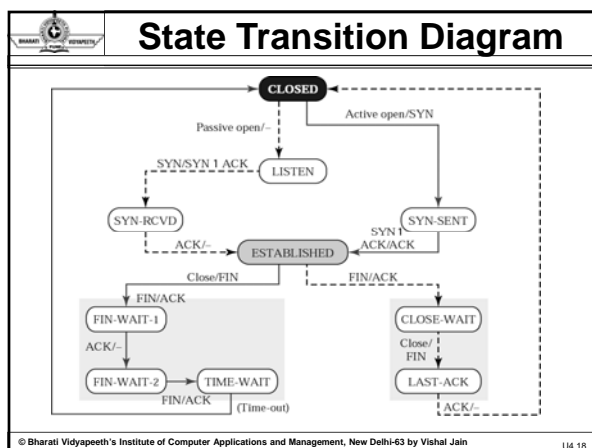 BHARATI VIDYAPEETH
PUNE
State Transition Diagram
CLOSED
Active open/SYN
Passive open/–
SYN/SYN 1 ACK
LISTEN
SYN-RCVD
SYN-SENT
SYN 1
ACK/ACK
ACK/–
ESTABLISHED
Close/FIN
FIN/ACK
FIN/ACK
FIN-WAIT-1
CLOSE-WAIT
ACK/–
Close/
FIN
FIN-WAIT-2
TIME-WAIT
LAST-ACK
FIN/ACK
(Time-out)
ACK/–
© Bharati Vidyapeeth's Institute of Computer Applications and Management, New Delhi-63 by Vishal Jain
U4.18